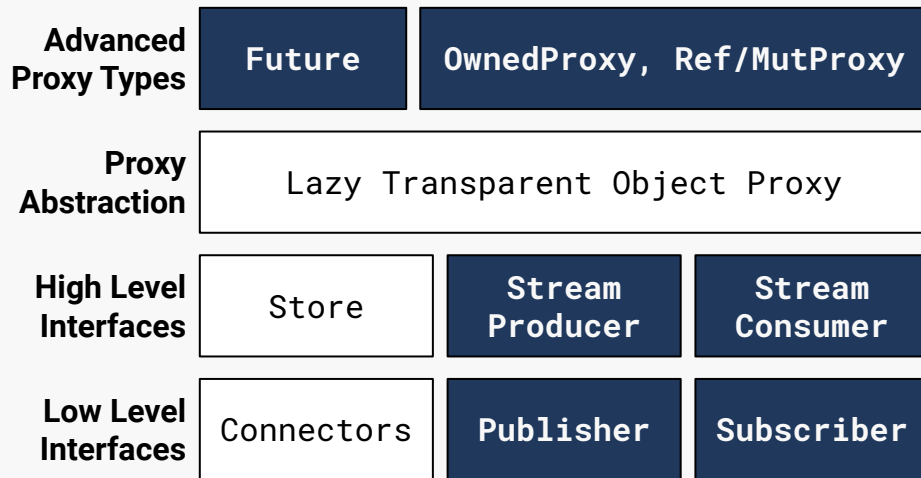 Advanced
Proxy Types
Future
OwnedProxy, Ref/MutProxy
Proxy
Abstraction
Lazy Transparent Object Proxy
High Level
Interfaces
Store
Stream
Producer
Stream
Consumer
Low Level
Interfaces
Connectors
Publisher
Subscriber